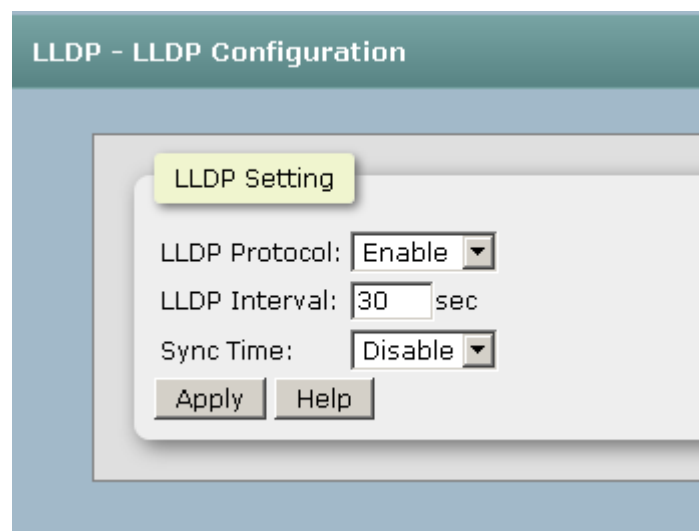 LLDP - LLDP Configuration
LLDP Setting
LLDP Protocol: Enable
LLDP Interval: 30 sec
Sync Time: Disable
Apply Help